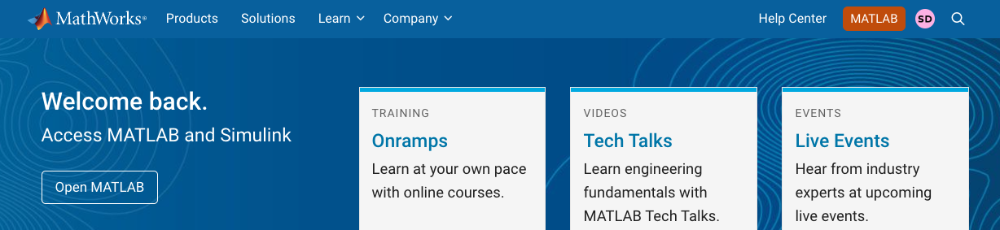 MathWorks®
Products
Solutions
Learn
Company
Help Center
MATLAB
SD
Welcome back.
Access MATLAB and Simulink
Open MATLAB
TRAINING
Onramps
Learn at your own pace
with online courses.
VIDEOS
Tech Talks
Learn engineering
fundamentals with
MATLAB Tech Talks.
EVENTS
Live Events
Hear from industry
experts at upcoming
live events.